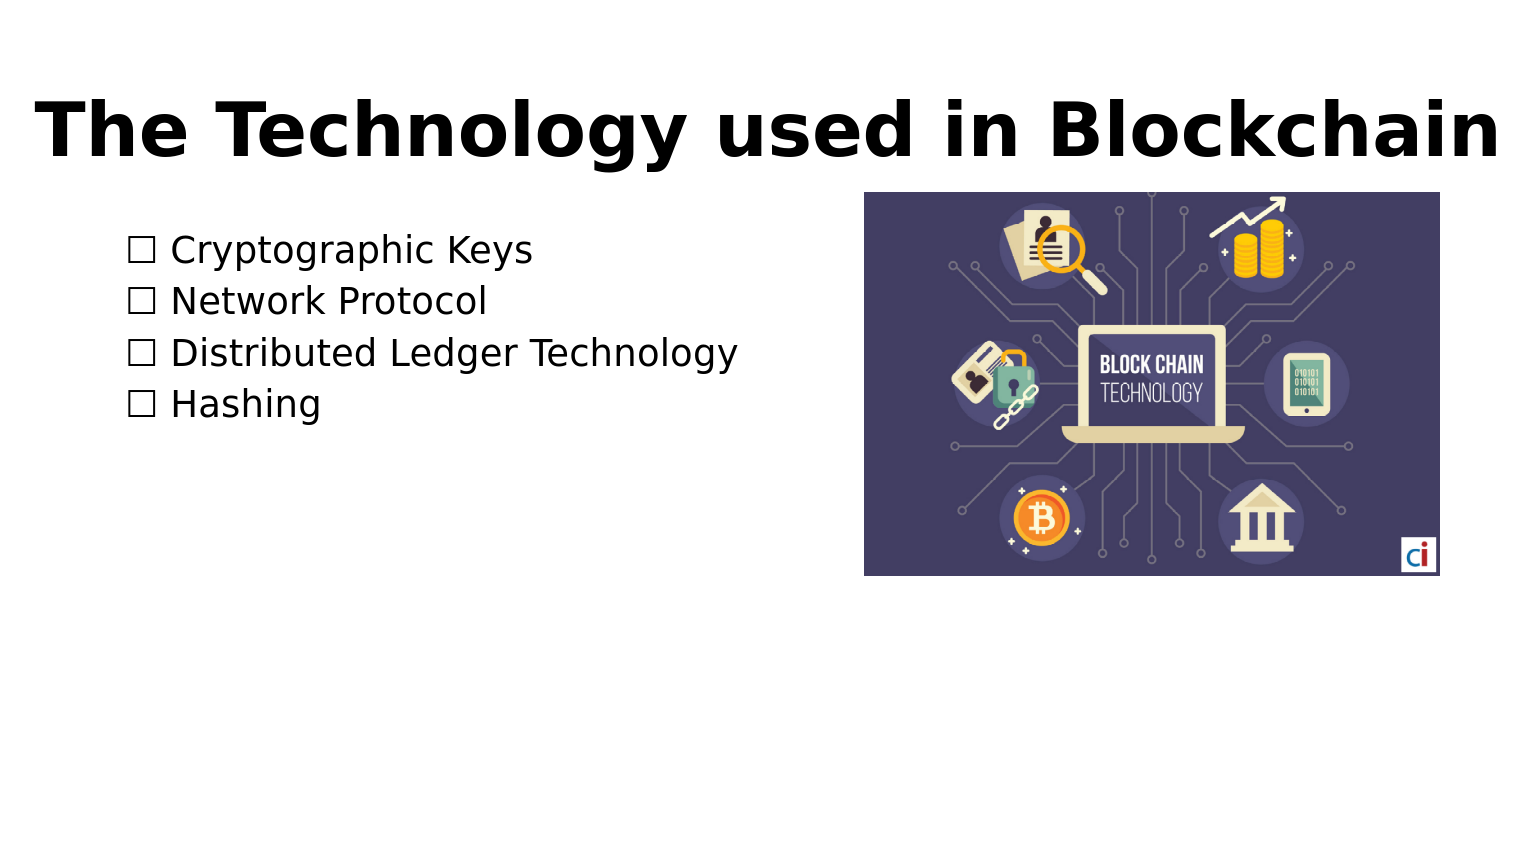 The Technology used in Blockchain
☐ Cryptographic Keys
☐ Network Protocol
☐ Distributed Ledger Technology
☐ Hashing
BLOCK CHAIN
TECHNOLOGY
010101
010101
010101
ci